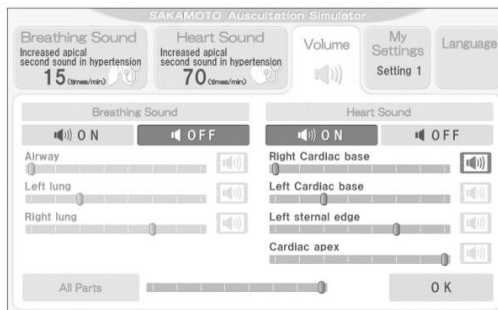 SAKAMOTO Auscuitation Simulator
Breathing Sound
Increased apical
second sound in hypertension
15 (times/min)
Heart Sound
Increased apical
second sound in hypertension
70 (times/min)
Volume
My
Settings
Setting 1
Language
Breathing Sound
ON
OFF
Airway
Left lung
Right lung
Heart Sound
ON
OFF
Right Cardiac base
Left Cardiac base
Left sternal edge
Cardiac apex
All Parts
OK